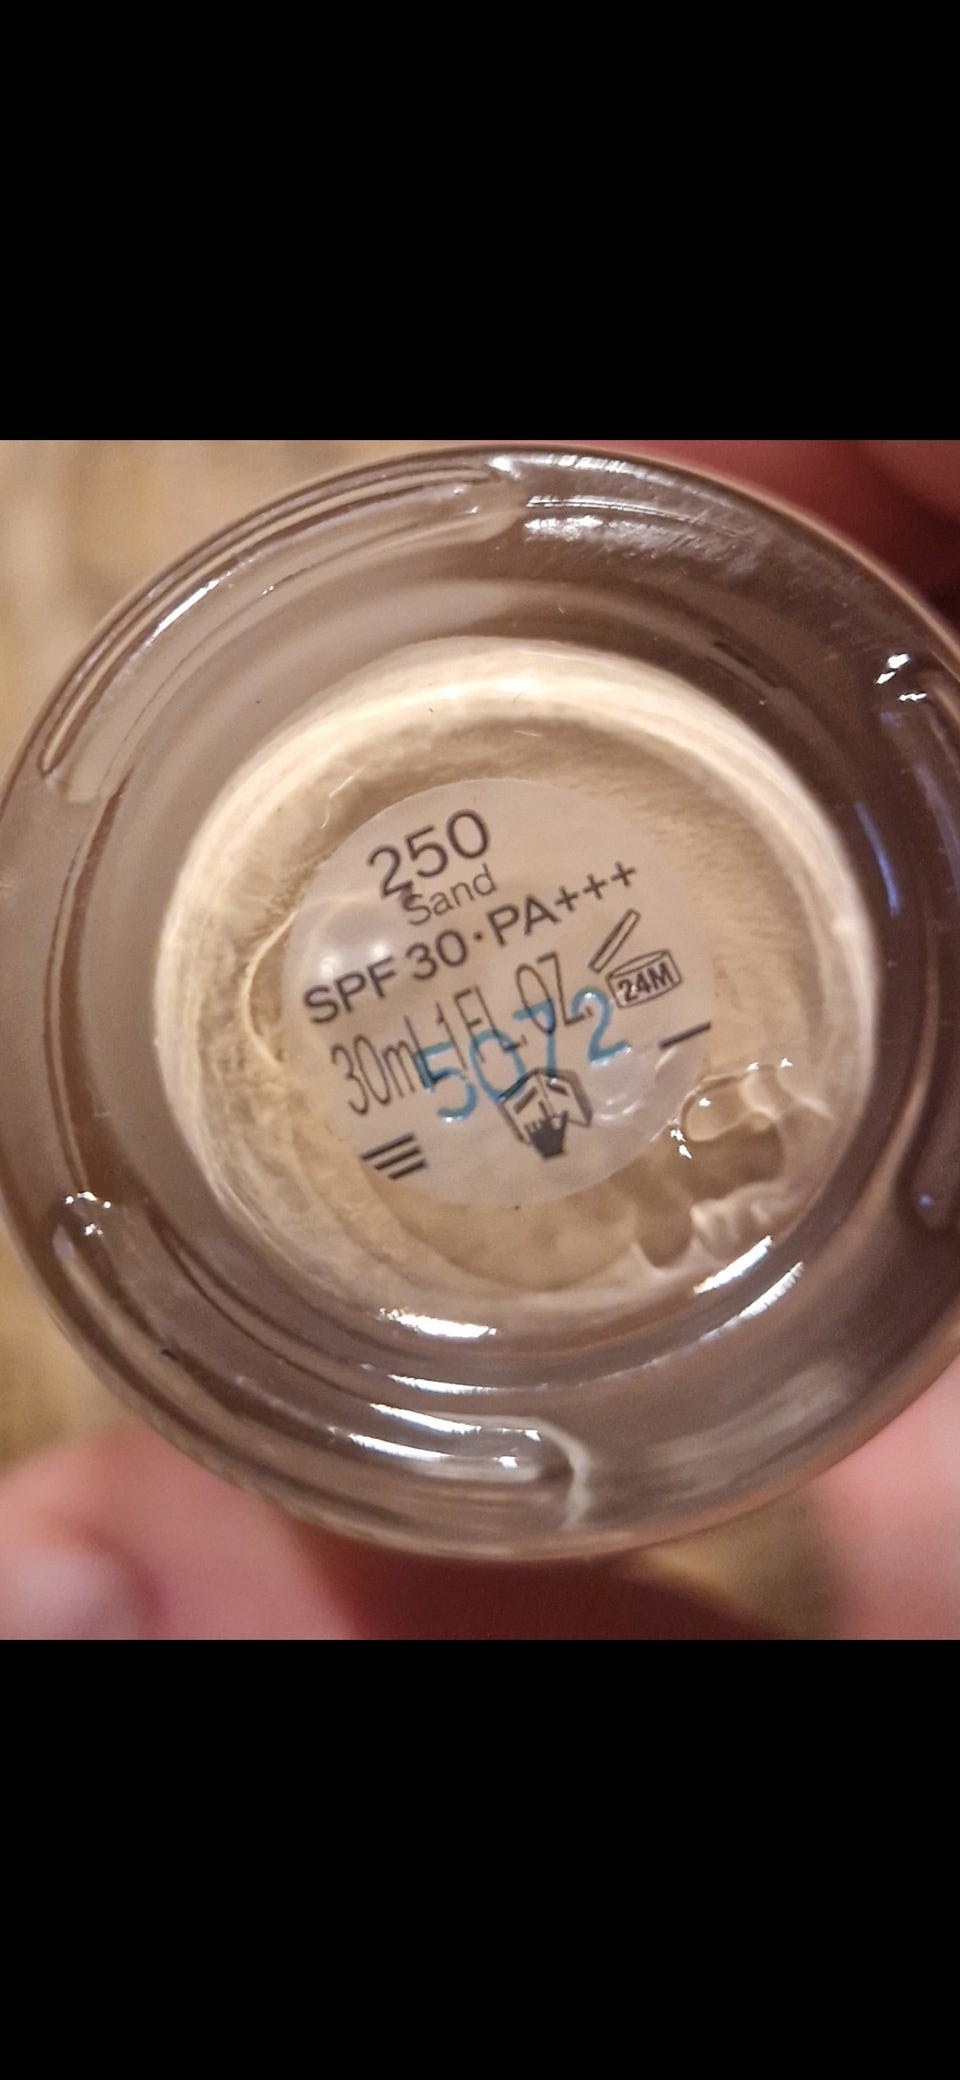 250
Sand
SPF 30·PA+++
30mL 1 FL. OZ.
24M
5072